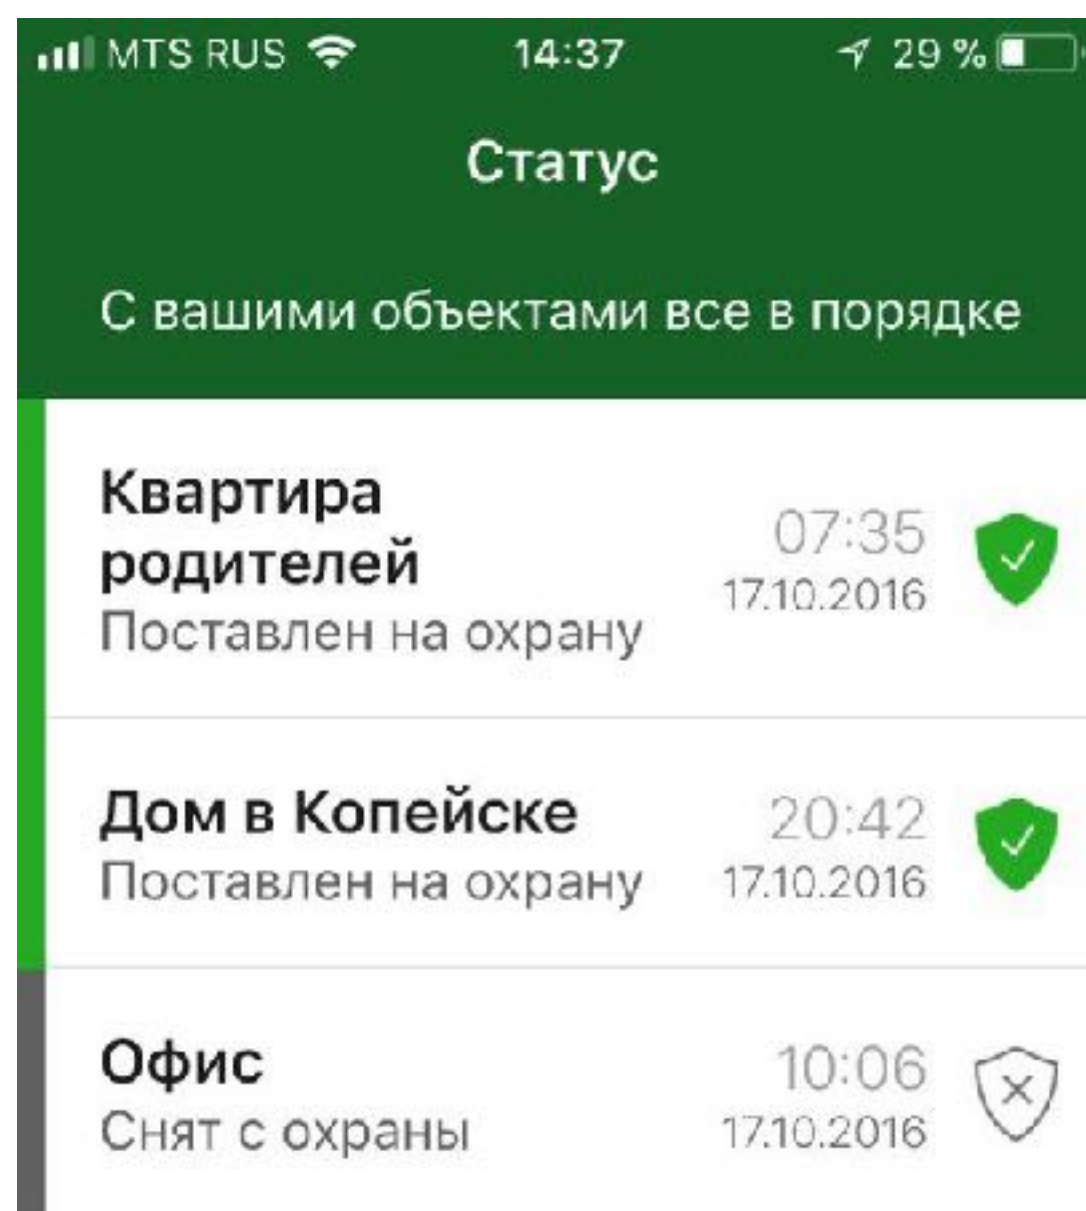 MTS RUS 14:37 29 %
Статус
С вашими объектами все в порядке
Квартира
родителей
Поставлен на охрану
07:35
17.10.2016
Дом в Копейске
Поставлен на охрану
20:42
17.10.2016
Офис
Снят с охраны
10:06
17.10.2016